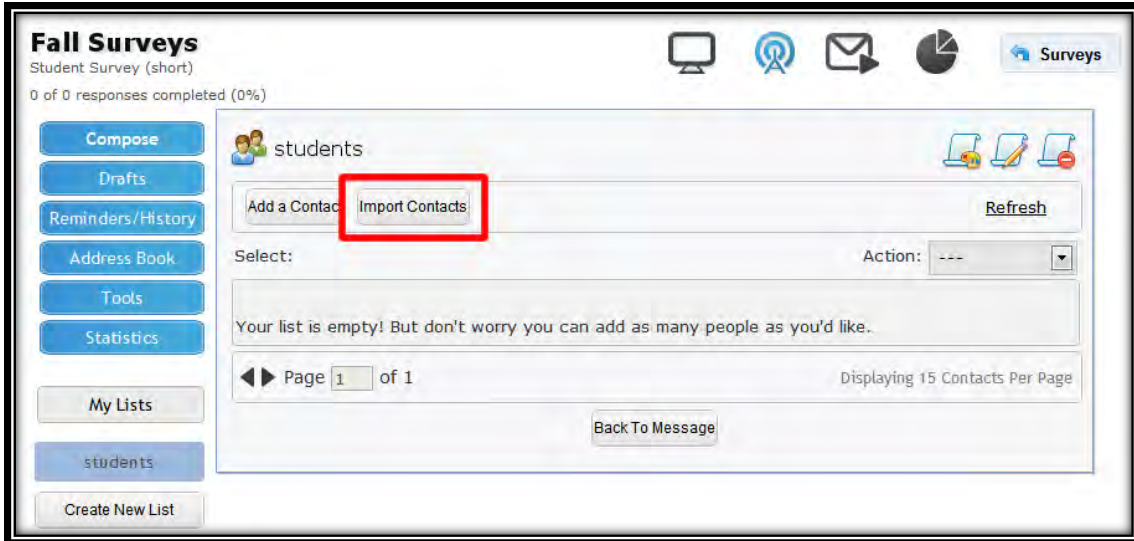 Fall Surveys
Student Survey (short)
0 of 0 responses completed (0%)
Surveys
Compose
Drafts
Reminders/History
Address Book
Tools
Statistics
My Lists
students
Create New List
students
Add a Contac
Import Contacts
Refresh
Select:
Action: ---
Your list is empty! But don't worry you can add as many people as you'd like.
Page 1 of 1
Displaying 15 Contacts Per Page
Back To Message